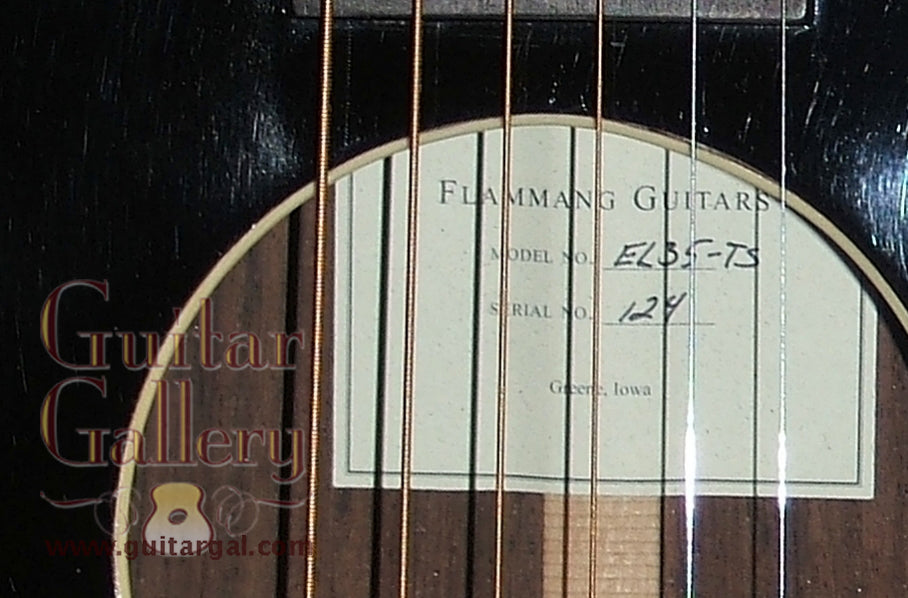 FLAMMANG GUITARS
MODEL NO. EL35-TS
SERIAL NO. 124
Greene, Iowa
Guitar
Gallery
www.guitargal.com